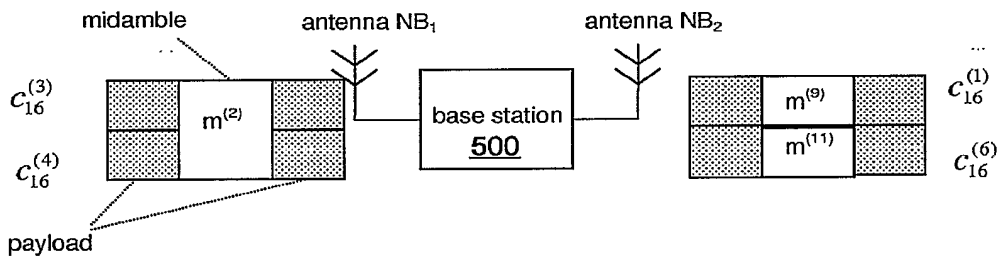 midamble
antenna NB₁
antenna NB₂
c₁₆⁽³⁾
m⁽²⁾
c₁₆⁽⁴⁾
base station
500
m⁽⁹⁾
c₁₆⁽¹⁾
m⁽¹¹⁾
c₁₆⁽⁶⁾
payload